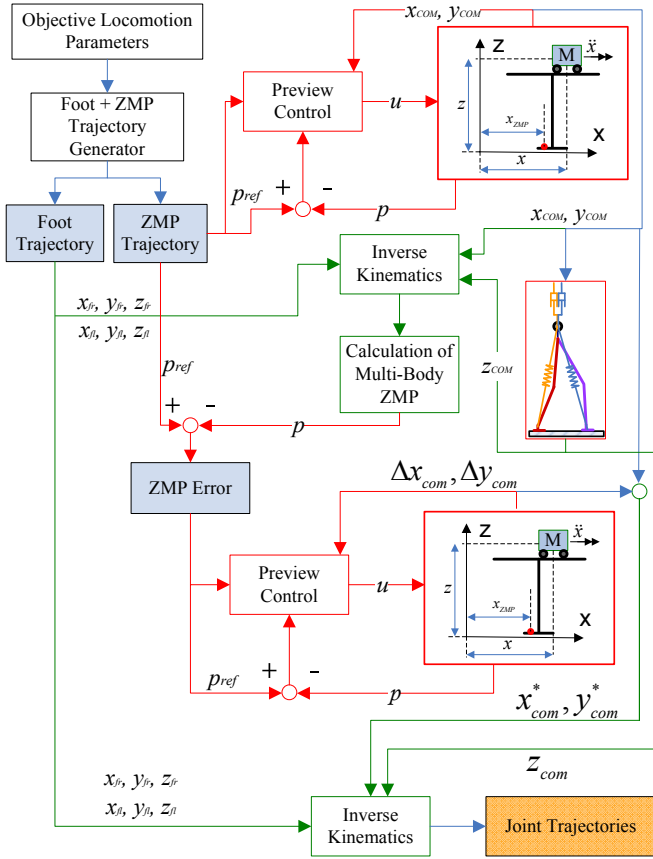 Objective Locomotion
Parameters
Foot + ZMP
Trajectory
Generator
Foot
Trajectory
ZMP
Trajectory
x_COM, y_COM
Preview
Control
u
Z
M
ẍ
z
x_ZMP
X
x
p_ref
+
-
p
x_COM, y_COM
Inverse
Kinematics
x_fr, y_fr, z_fr
x_fl, y_fl, z_fl
z_COM
Calculation of
Multi-Body
ZMP
p_ref
+
-
p
ZMP Error
Δx_com, Δy_com
Preview
Control
u
Z
M
ẍ
z
x_ZMP
X
x
+
-
p_ref
p
x*_com, y*_com
z_com
x_fr, y_fr, z_fr
x_fl, y_fl, z_fl
Inverse
Kinematics
Joint Trajectories